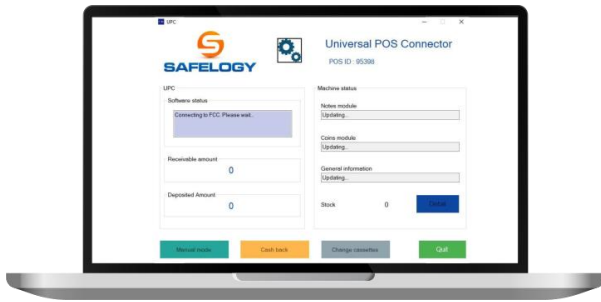 UPC
SAFELOGY
Universal POS Connector
POS ID : 95398
UPC
Software status
Connecting to FCC. Please wait..
Receivable amount
0
Deposited Amount
0
Machine status
Notes module
Updating..
Coins module
Updating..
General information
Updating..
Stock 0
Manual mode
Cash back
Change cassettes
Quit